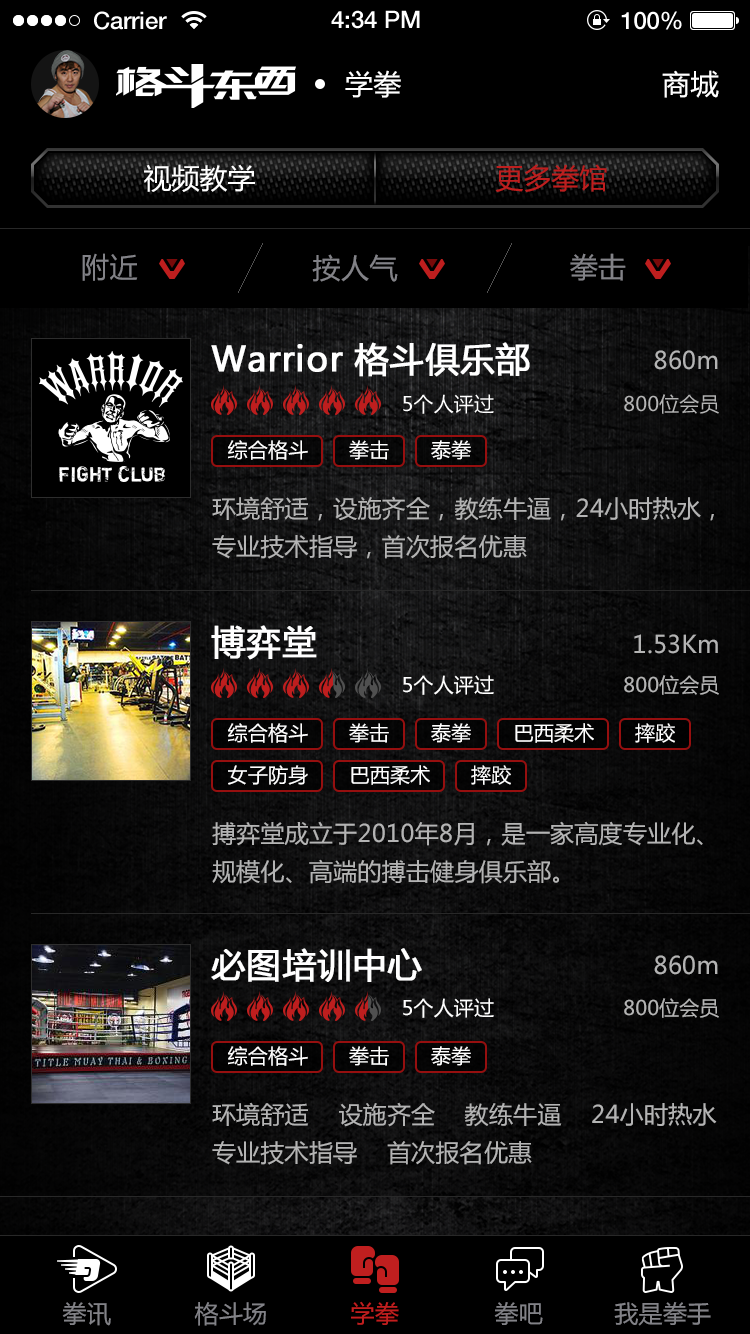 Carrier 4:34 PM 100%
格斗东西 • 学拳 商城
视频教学 更多拳馆
附近 按人气 拳击
WARRIOR
FIGHT CLUB
Warrior 格斗俱乐部 860m
5个人评过 800位会员
综合格斗 拳击 泰拳
环境舒适，设施齐全，教练牛逼，24小时热水，
专业技术指导，首次报名优惠
博弈堂 1.53Km
5个人评过 800位会员
综合格斗 拳击 泰拳 巴西柔术 摔跤
女子防身 巴西柔术 摔跤
搏弈堂成立于2010年8月，是一家高度专业化、
规模化、高端的搏击健身俱乐部。
必图培训中心 860m
5个人评过 800位会员
TITLE MUAY THAI & BOXING
综合格斗 拳击 泰拳
环境舒适 设施齐全 教练牛逼 24小时热水
专业技术指导 首次报名优惠
拳讯 格斗场 学拳 拳吧 我是拳手